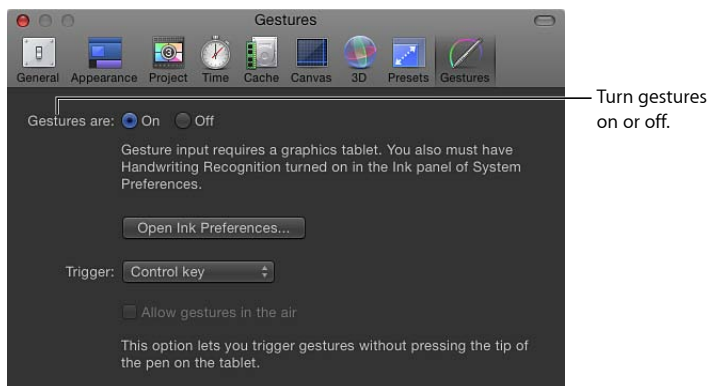 Gestures
General Appearance Project Time Cache Canvas 3D Presets Gestures
Gestures are: On Off
Turn gestures
on or off.
Gesture input requires a graphics tablet. You also must have
Handwriting Recognition turned on in the Ink panel of System
Preferences.
Open Ink Preferences...
Trigger: Control key
Allow gestures in the air
This option lets you trigger gestures without pressing the tip of
the pen on the tablet.